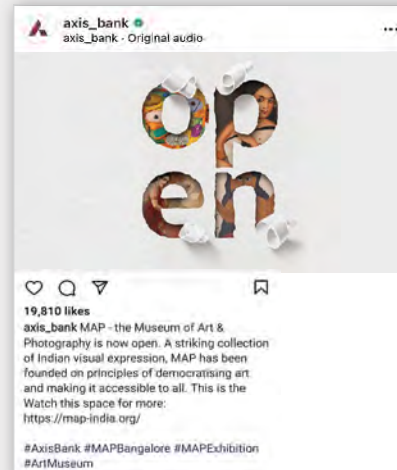 axis_bank
axis_bank · Original audio
op
en
19,810 likes
axis_bank MAP - the Museum of Art &
Photography is now open. A striking collection
of Indian visual expression, MAP has been
founded on principles of democratising art
and making it accessible to all. This is the
Watch this space for more:
https://map-india.org/
#AxisBank #MAPBangalore #MAPExhibition
#ArtMuseum